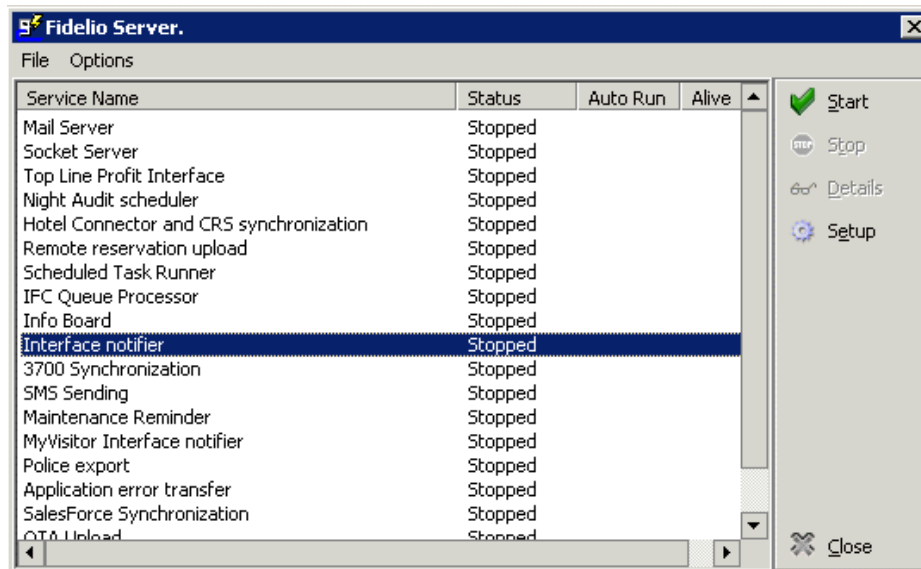 Fidelio Server.
File Options
Service Name Status Auto Run Alive
Mail Server Stopped
Socket Server Stopped
Top Line Profit Interface Stopped
Night Audit scheduler Stopped
Hotel Connector and CRS synchronization Stopped
Remote reservation upload Stopped
Scheduled Task Runner Stopped
IFC Queue Processor Stopped
Info Board Stopped
Interface notifier Stopped
3700 Synchronization Stopped
SMS Sending Stopped
Maintenance Reminder Stopped
MyVisitor Interface notifier Stopped
Police export Stopped
Application error transfer Stopped
SalesForce Synchronization Stopped
OTA Upload Stopped
Start
STOP Stop
Details
Setup
Close